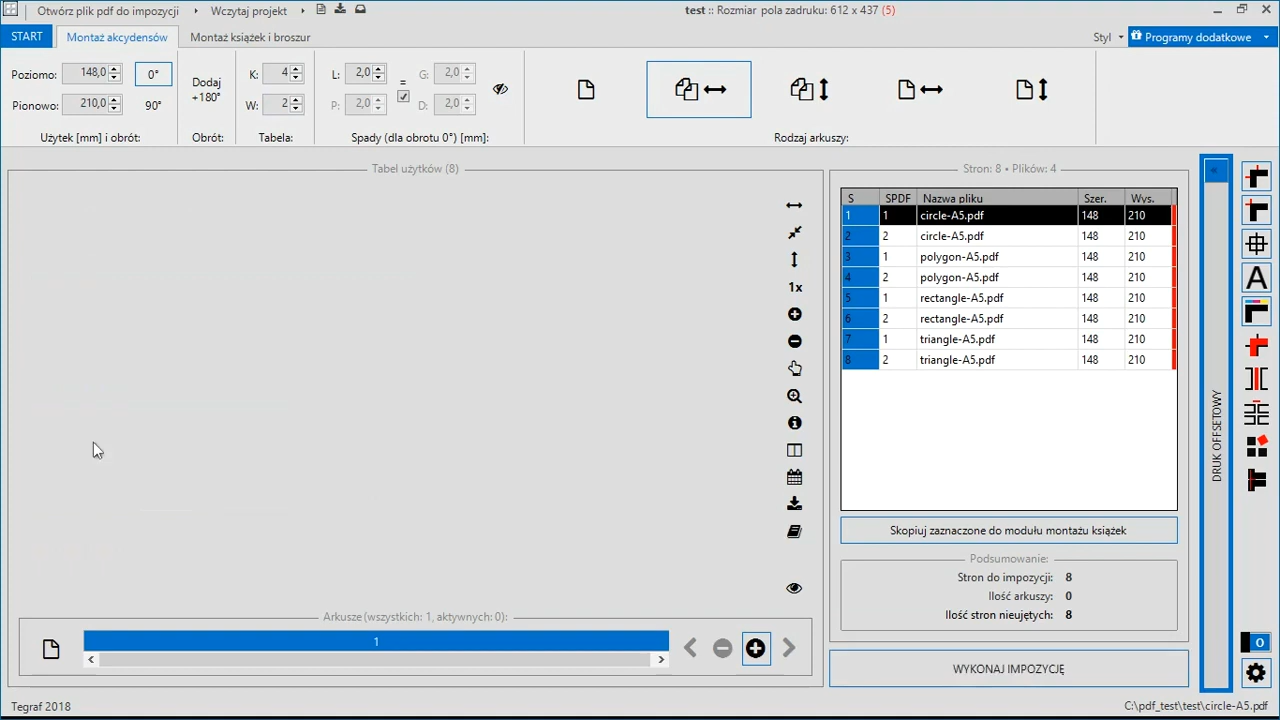 Otwórz plik pdf do impozycji
Wczytaj projekt
test :: Rozmiar pola zadruku: 612 x 437 (5)
START
Montaż akcydensów
Montaż książek i broszur
Styl
Programy dodatkowe
Poziomo: 148,0 0°
Pionowo: 210,0 90°
Użytek [mm] i obrót:
Dodaj
+180°
Obrót:
K: 4
W: 2
Tabela:
L: 2,0 = G: 2,0
P: 2,0 D: 2,0
Spady (dla obrotu 0°) [mm]:
Rodzaj arkuszy:
Tabel użytków (8)
1x
Arkusze (wszystkich: 1, aktywnych: 0):
1
Stron: 8 • Plików: 4
S SPDF Nazwa pliku Szer. Wys.
1 1 circle-A5.pdf 148 210
2 2 circle-A5.pdf 148 210
3 1 polygon-A5.pdf 148 210
4 2 polygon-A5.pdf 148 210
5 1 rectangle-A5.pdf 148 210
6 2 rectangle-A5.pdf 148 210
7 1 triangle-A5.pdf 148 210
8 2 triangle-A5.pdf 148 210
Skopiuj zaznaczone do modułu montażu książek
Podsumowanie:
Stron do impozycji: 8
Ilość arkuszy: 0
Ilość stron nieujętych: 8
WYKONAJ IMPOZYCJĘ
«
DRUK OFFSETOWY
A
0
Tegraf 2018
C:\pdf_test\test\circle-A5.pdf